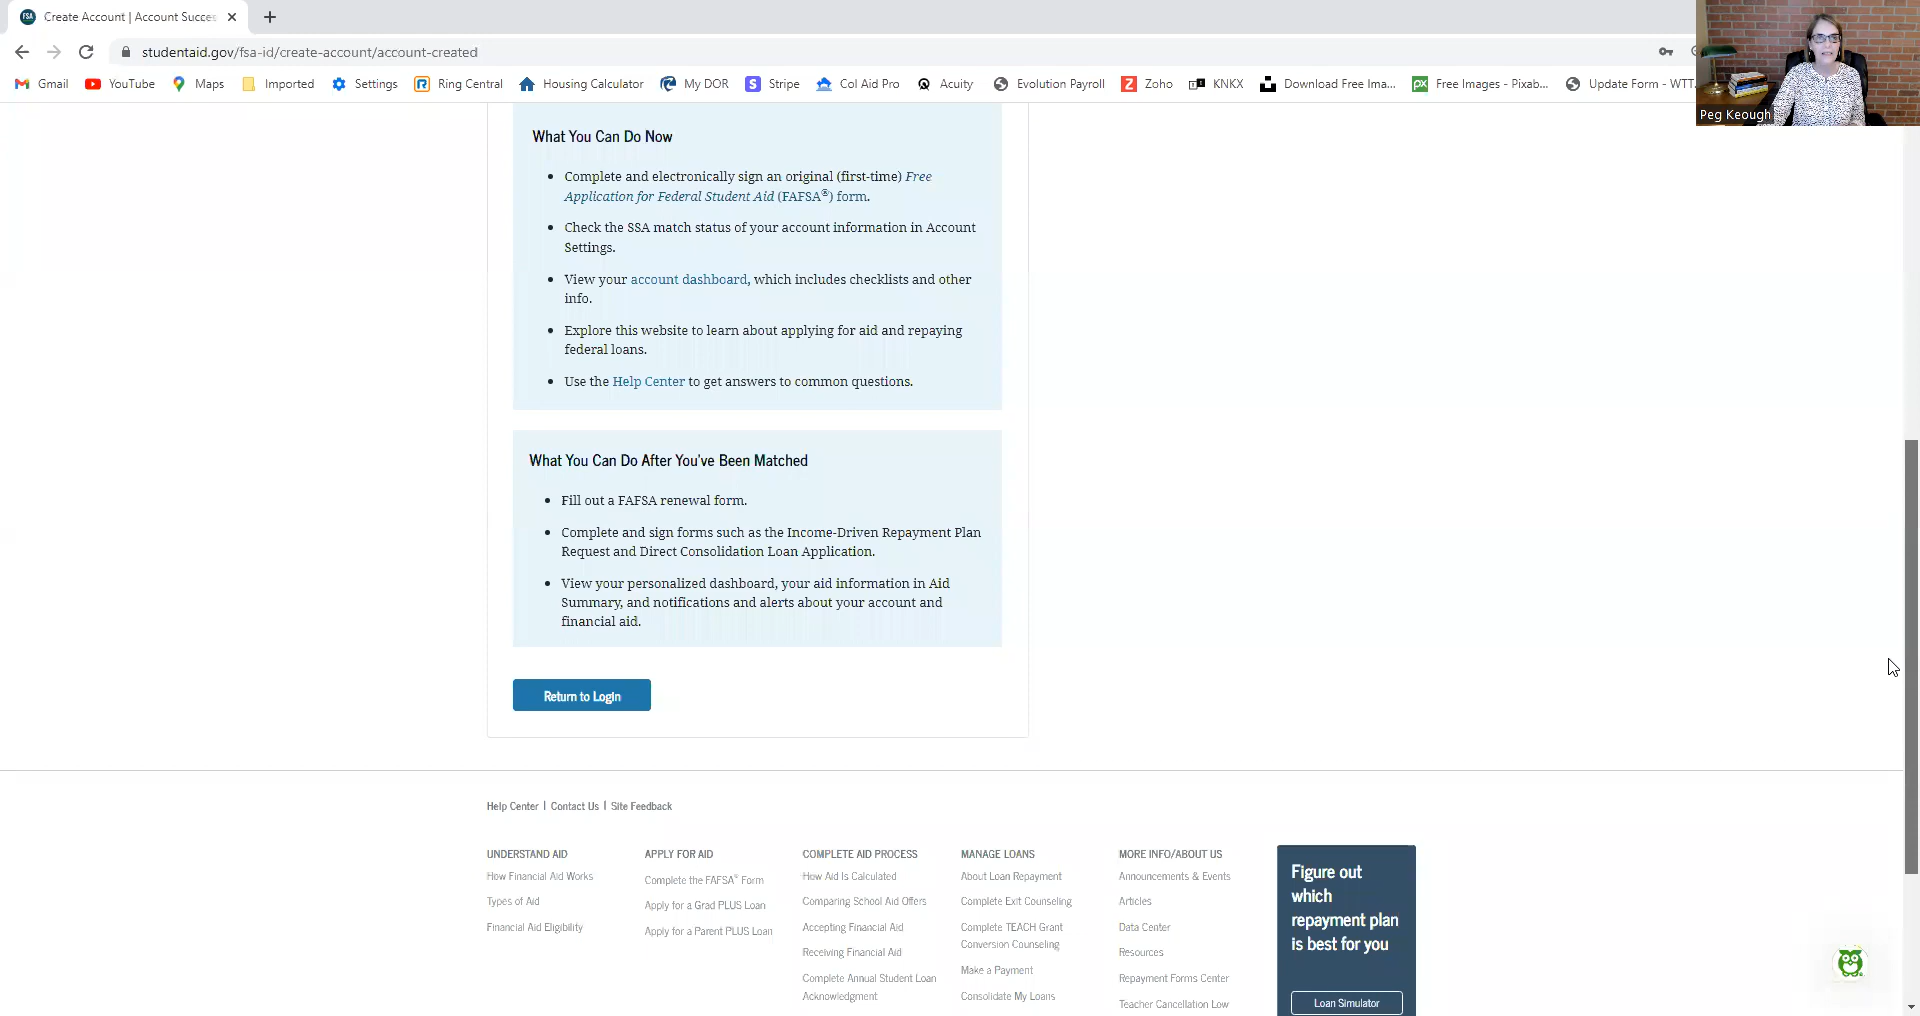 FSA Create Account | Account Succes
studentaid.gov/fsa-id/create-account/account-created
Gmail YouTube Maps Imported Settings Ring Central Housing Calculator My DOR Stripe Col Aid Pro Acuity Evolution Payroll Zoho KNKX Download Free Ima... Free Images - Pixab... Update Form - WTT
Peg Keough
What You Can Do Now
• Complete and electronically sign an original (first-time) Free
Application for Federal Student Aid (FAFSA®) form.
• Check the SSA match status of your account information in Account
Settings.
• View your account dashboard, which includes checklists and other
info.
• Explore this website to learn about applying for aid and repaying
federal loans.
• Use the Help Center to get answers to common questions.
What You Can Do After You've Been Matched
• Fill out a FAFSA renewal form.
• Complete and sign forms such as the Income-Driven Repayment Plan
Request and Direct Consolidation Loan Application.
• View your personalized dashboard, your aid information in Aid
Summary, and notifications and alerts about your account and
financial aid.
Return to Login
Help Center | Contact Us | Site Feedback
UNDERSTAND AID
How Financial Aid Works
Types of Aid
Financial Aid Eligibility
APPLY FOR AID
Complete the FAFSA® Form
Apply for a Grad PLUS Loan
Apply for a Parent PLUS Loan
COMPLETE AID PROCESS
How Aid Is Calculated
Comparing School Aid Offers
Accepting Financial Aid
Receiving Financial Aid
Complete Annual Student Loan
Acknowledgment
MANAGE LOANS
About Loan Repayment
Complete Exit Counseling
Complete TEACH Grant
Conversion Counseling
Make a Payment
Consolidate My Loans
MORE INFO/ABOUT US
Announcements & Events
Articles
Data Center
Resources
Repayment Forms Center
Teacher Cancellation Low
Figure out
which
repayment plan
is best for you
Loan Simulator